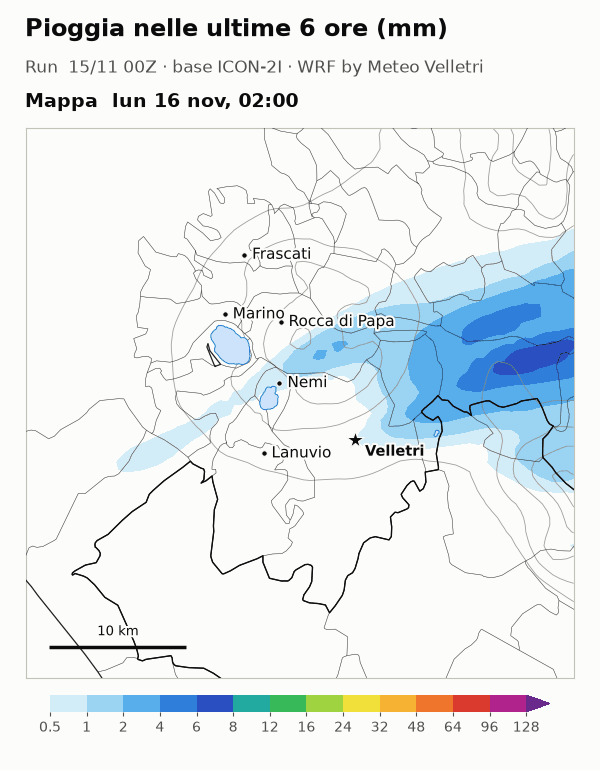 Pioggia nelle ultime 6 ore (mm)
Run 15/11 00Z · base ICON-2I · WRF by Meteo Velletri
Mappa lun 16 nov, 02:00
Frascati
Marino
Rocca di Papa
Nemi
Velletri
Lanuvio
10 km
0.5 1 2 4 6 8 12 16 24 32 48 64 96 128